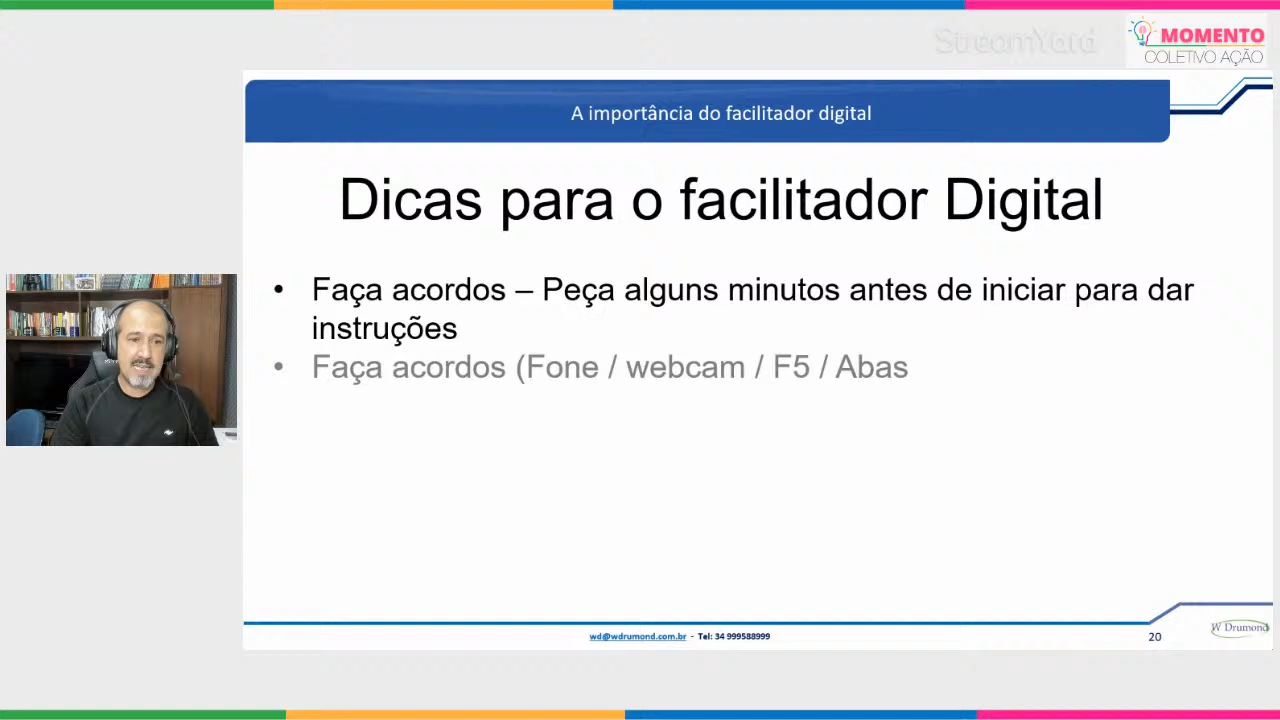 StreamYard
MOMENTO
COLETIVO AÇÃO
A importância do facilitador digital
Dicas para o facilitador Digital
• Faça acordos – Peça alguns minutos antes de iniciar para dar
instruções
• Faça acordos (Fone / webcam / F5 / Abas
wd@wdrumond.com.br - Tel: 34 999588999
20
W Drumond